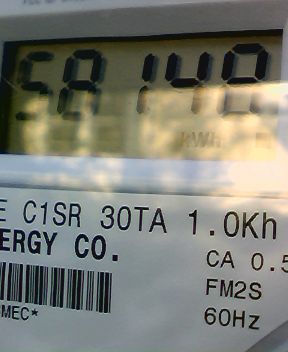 58148
kWh
E C1SR 30TA 1.0Kh
ERGY CO.
CA 0.5
FM2S
MEC*
60Hz